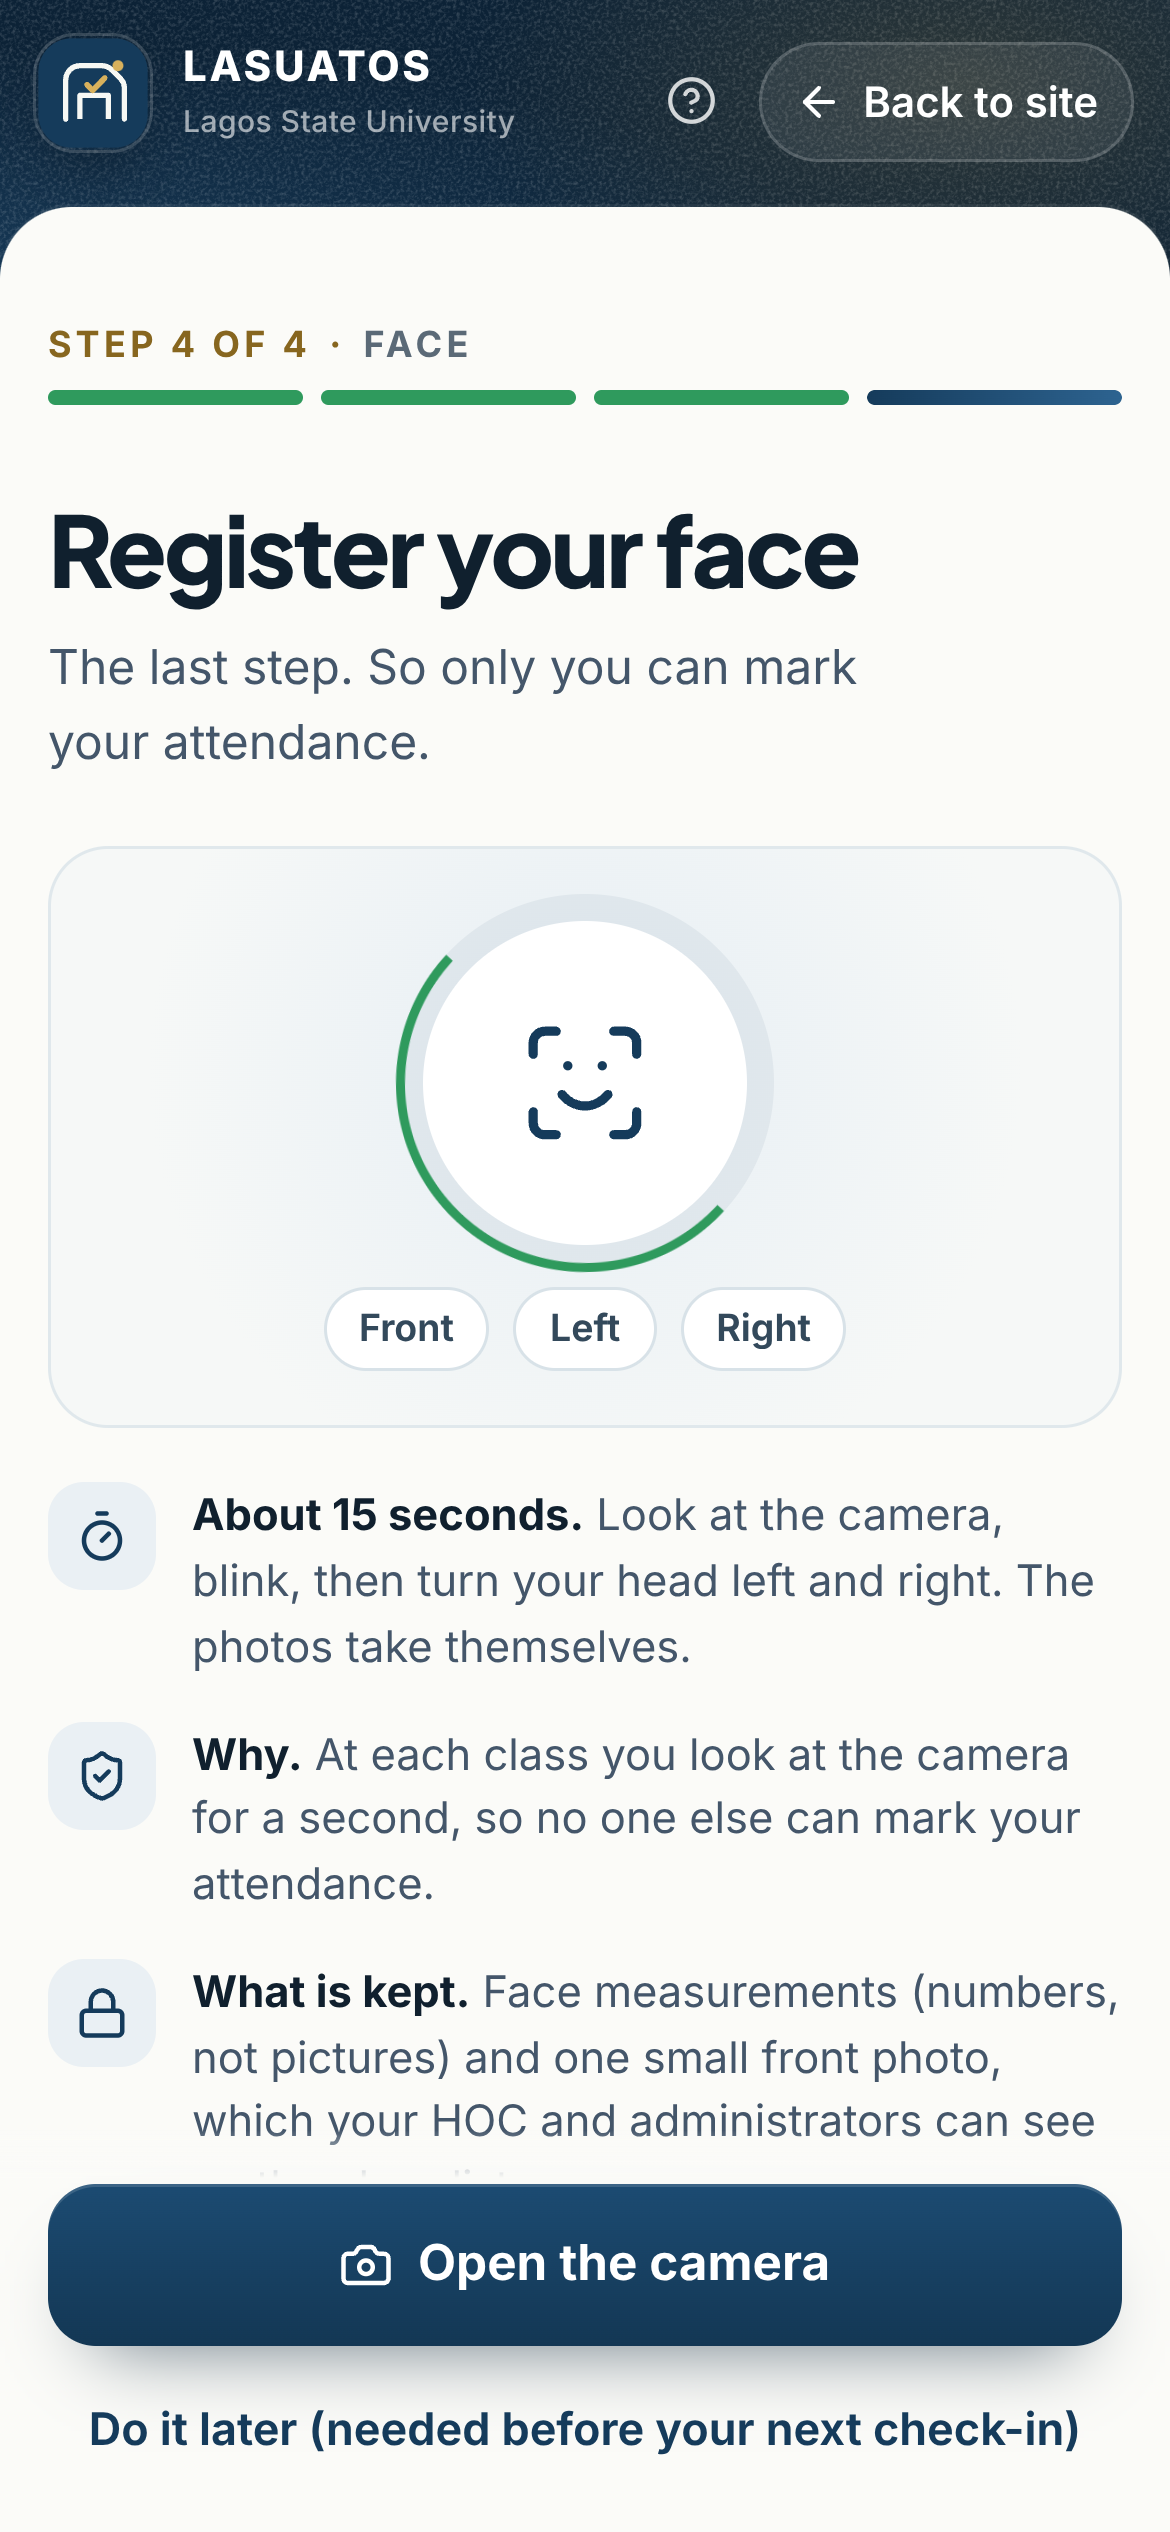 LASUATOS
Lagos State University
Back to site
STEP 4 OF 4 · FACE
Register your face
The last step. So only you can mark
your attendance.
Front
Left
Right
About 15 seconds. Look at the camera,
blink, then turn your head left and right. The
photos take themselves.
Why. At each class you look at the camera
for a second, so no one else can mark your
attendance.
What is kept. Face measurements (numbers,
not pictures) and one small front photo,
which your HOC and administrators can see
Open the camera
Do it later (needed before your next check-in)